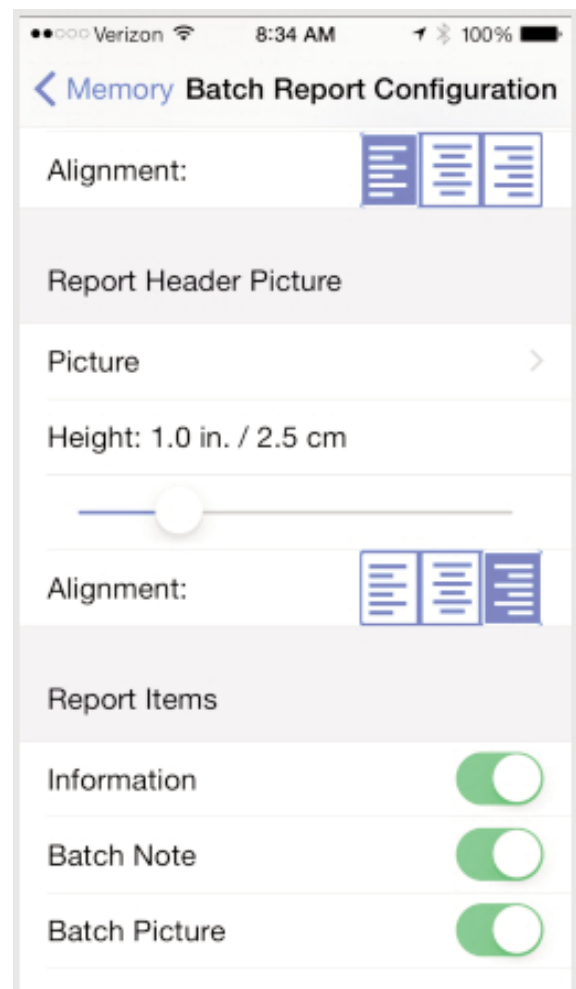 Verizon 8:34 AM 100%
Memory Batch Report Configuration
Alignment:
Report Header Picture
Picture
Height: 1.0 in. / 2.5 cm
Alignment:
Report Items
Information
Batch Note
Batch Picture